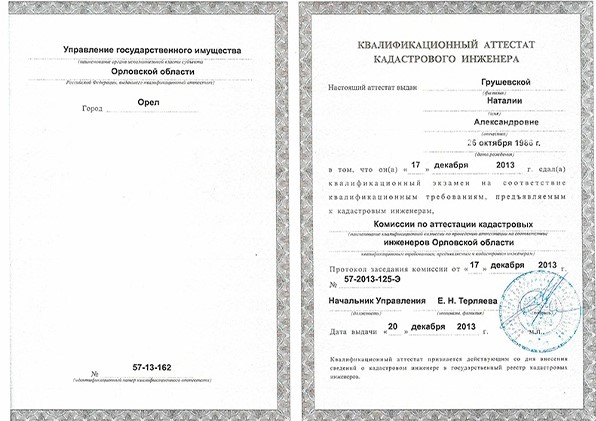 Управление государственного имущества
(наименование органа исполнительной власти субъекта
Орловской области
Российской Федерации, выдавшего квалификационный аттестат)
Город Орел
№ 57-13-162
(идентификационный номер квалификационного аттестата)
КВАЛИФИКАЦИОННЫЙ АТТЕСТАТ
КАДАСТРОВОГО ИНЖЕНЕРА
Настоящий аттестат выдан Грушевской
(фамилия)
Наталии
(имя)
Александровне
(отчество)
26 октября 1986 г.
(дата рождения)
в том, что он(а) «17» декабря 2013 г. сдал(а)
квалификационный экзамен на соответствие
квалификационным требованиям, предъявляемым
к кадастровым инженерам,
Комиссии по аттестации кадастровых
(наименование квалификационной комиссии по проведению аттестации на соответствие
инженеров Орловской области
квалификационным требованиям, предъявляемым к кадастровым инженерам)
Протокол заседания комиссии от «17» декабря 2013 г.
№ 57-2013-125-Э
Начальник Управления Е. Н. Терляева
(должность) (инициалы, фамилия) (подпись)
Дата выдачи «20» декабря 2013 г. М.П.
Квалификационный аттестат признается действующим со дня внесения
сведений о кадастровом инженере в государственный реестр кадастровых
инженеров.